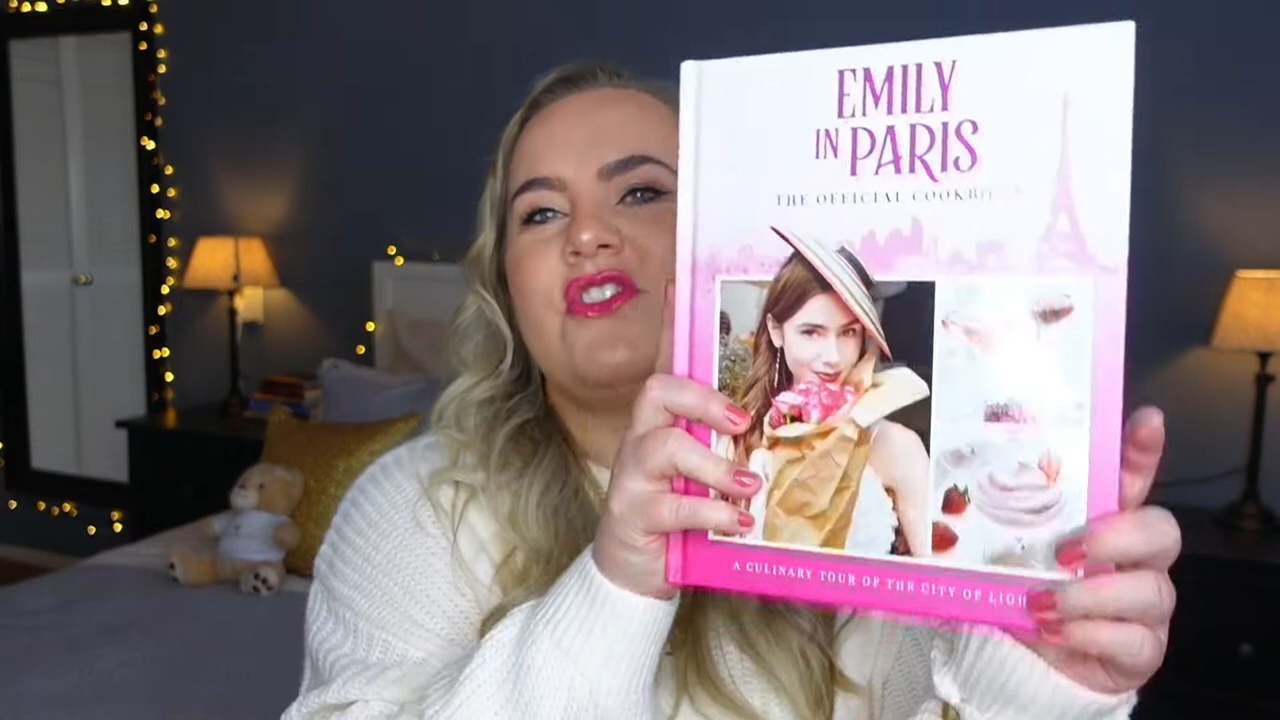 EMILY
IN PARIS
THE OFFICIAL
A CULINARY TOUR OF THE CITY OF